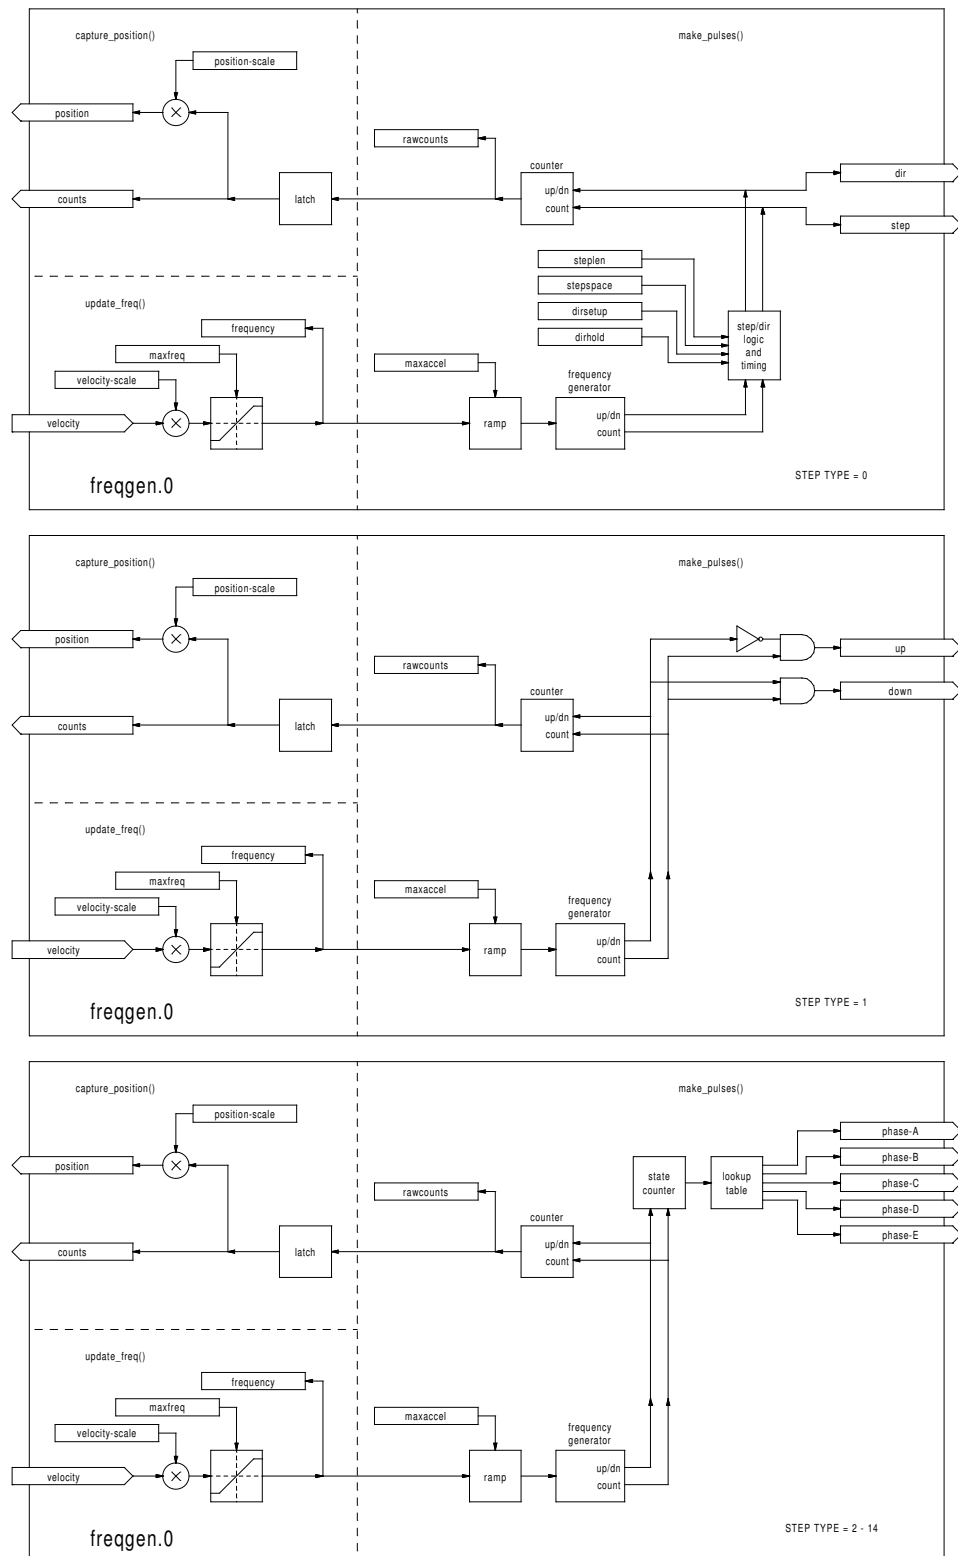 capture_position()
make_pulses()
position-scale
position
rawcounts
counter
dir
latch
up/dn
counts
count
step
steplen
stepspace
update_freq()
dirsetup
frequency
step/dir
logic
and
timing
dirhold
maxfreq
maxaccel
frequency
generator
velocity-scale
up/dn
velocity
ramp
count
STEP TYPE = 0
freqgen.0
capture_position()
make_pulses()
position-scale
position
up
rawcounts
down
counter
up/dn
counts
latch
count
update_freq()
frequency
maxfreq
maxaccel
frequency
generator
velocity-scale
up/dn
velocity
ramp
count
STEP TYPE = 1
freqgen.0
capture_position()
make_pulses()
position-scale
phase-A
position
state
counter
lookup
table
phase-B
phase-C
rawcounts
phase-D
counter
phase-E
up/dn
counts
latch
count
update_freq()
frequency
maxfreq
maxaccel
frequency
generator
velocity-scale
up/dn
velocity
ramp
count
STEP TYPE = 2 - 14
freqgen.0